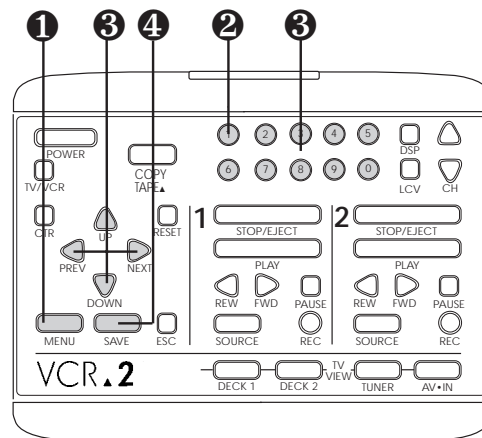 ❶ ❸ ❹ ❷ ❸
1 2 3 4 5
POWER DSP
6 7 8 9 0
TV/VCR COPY TAPE▲ LCV CH
CTR UP RESET 1 STOP/EJECT 2 STOP/EJECT
PREV NEXT PLAY PLAY
DOWN REW FWD PAUSE REW FWD PAUSE
MENU SAVE ESC SOURCE REC SOURCE REC
VCR▲2 DECK 1 DECK 2 TV VIEW TUNER AV•IN